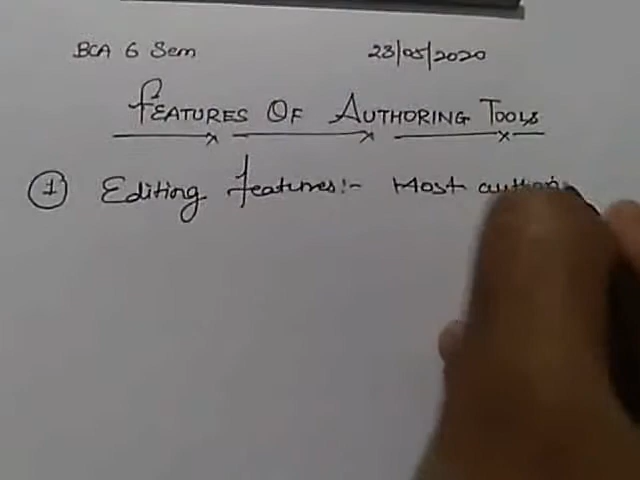 BCA 6 Sem 23/05/2020
FEATURES OF AUTHORING TOOLS
1 Editing features:- Most